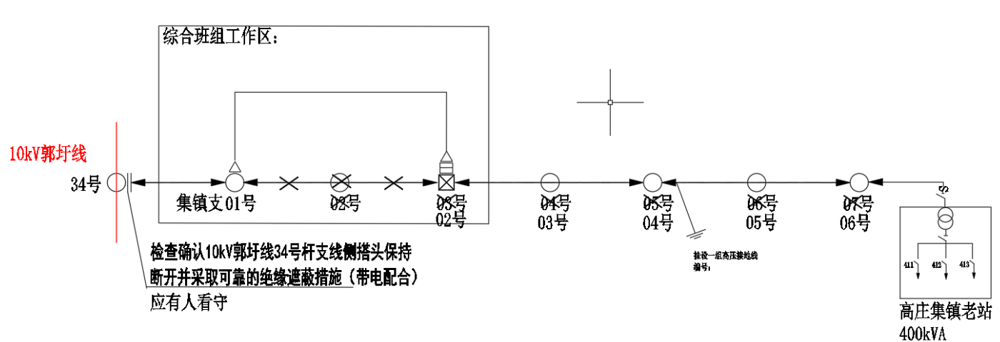 综合班组工作区：
10kV郭圩线
34号
集镇支01号
02号
03号
02号
04号
03号
05号
04号
06号
05号
07号
06号
检查确认10kV郭圩线34号杆支线侧搭头保持
断开并采取可靠的绝缘遮蔽措施（带电配合）
应有人看守
挂设一组高压接地线
编号：
411
412
413
高庄集镇老站
400kVA